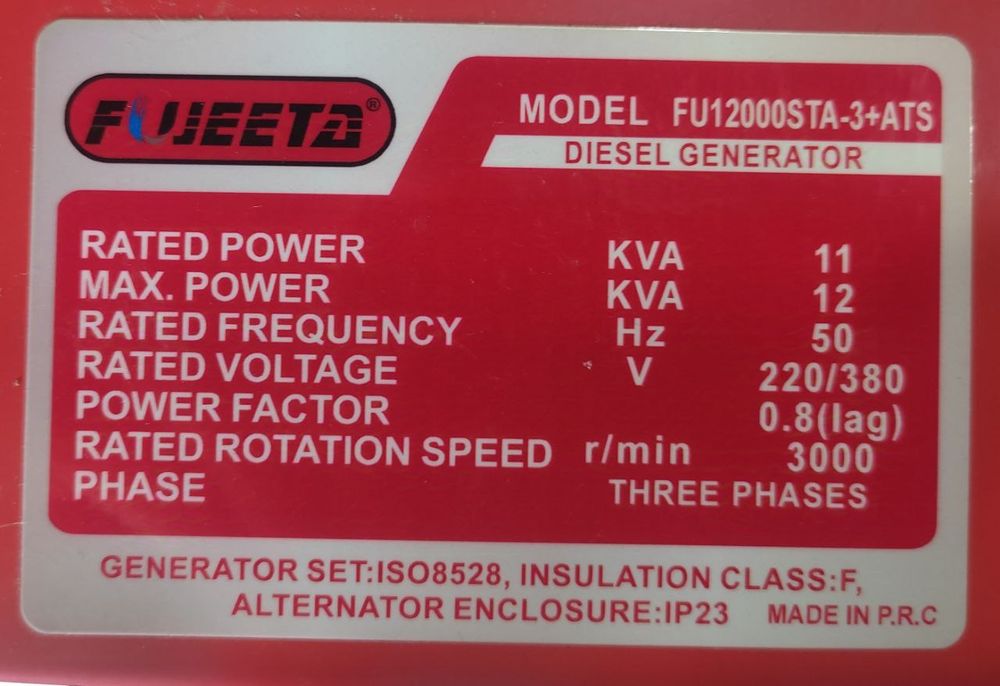 FUJEETA®
MODEL FU12000STA-3+ATS
DIESEL GENERATOR
RATED POWER KVA 11
MAX. POWER KVA 12
RATED FREQUENCY Hz 50
RATED VOLTAGE V 220/380
POWER FACTOR 0.8(lag)
RATED ROTATION SPEED r/min 3000
PHASE THREE PHASES
GENERATOR SET:ISO8528, INSULATION CLASS:F,
ALTERNATOR ENCLOSURE:IP23 MADE IN P.R.C